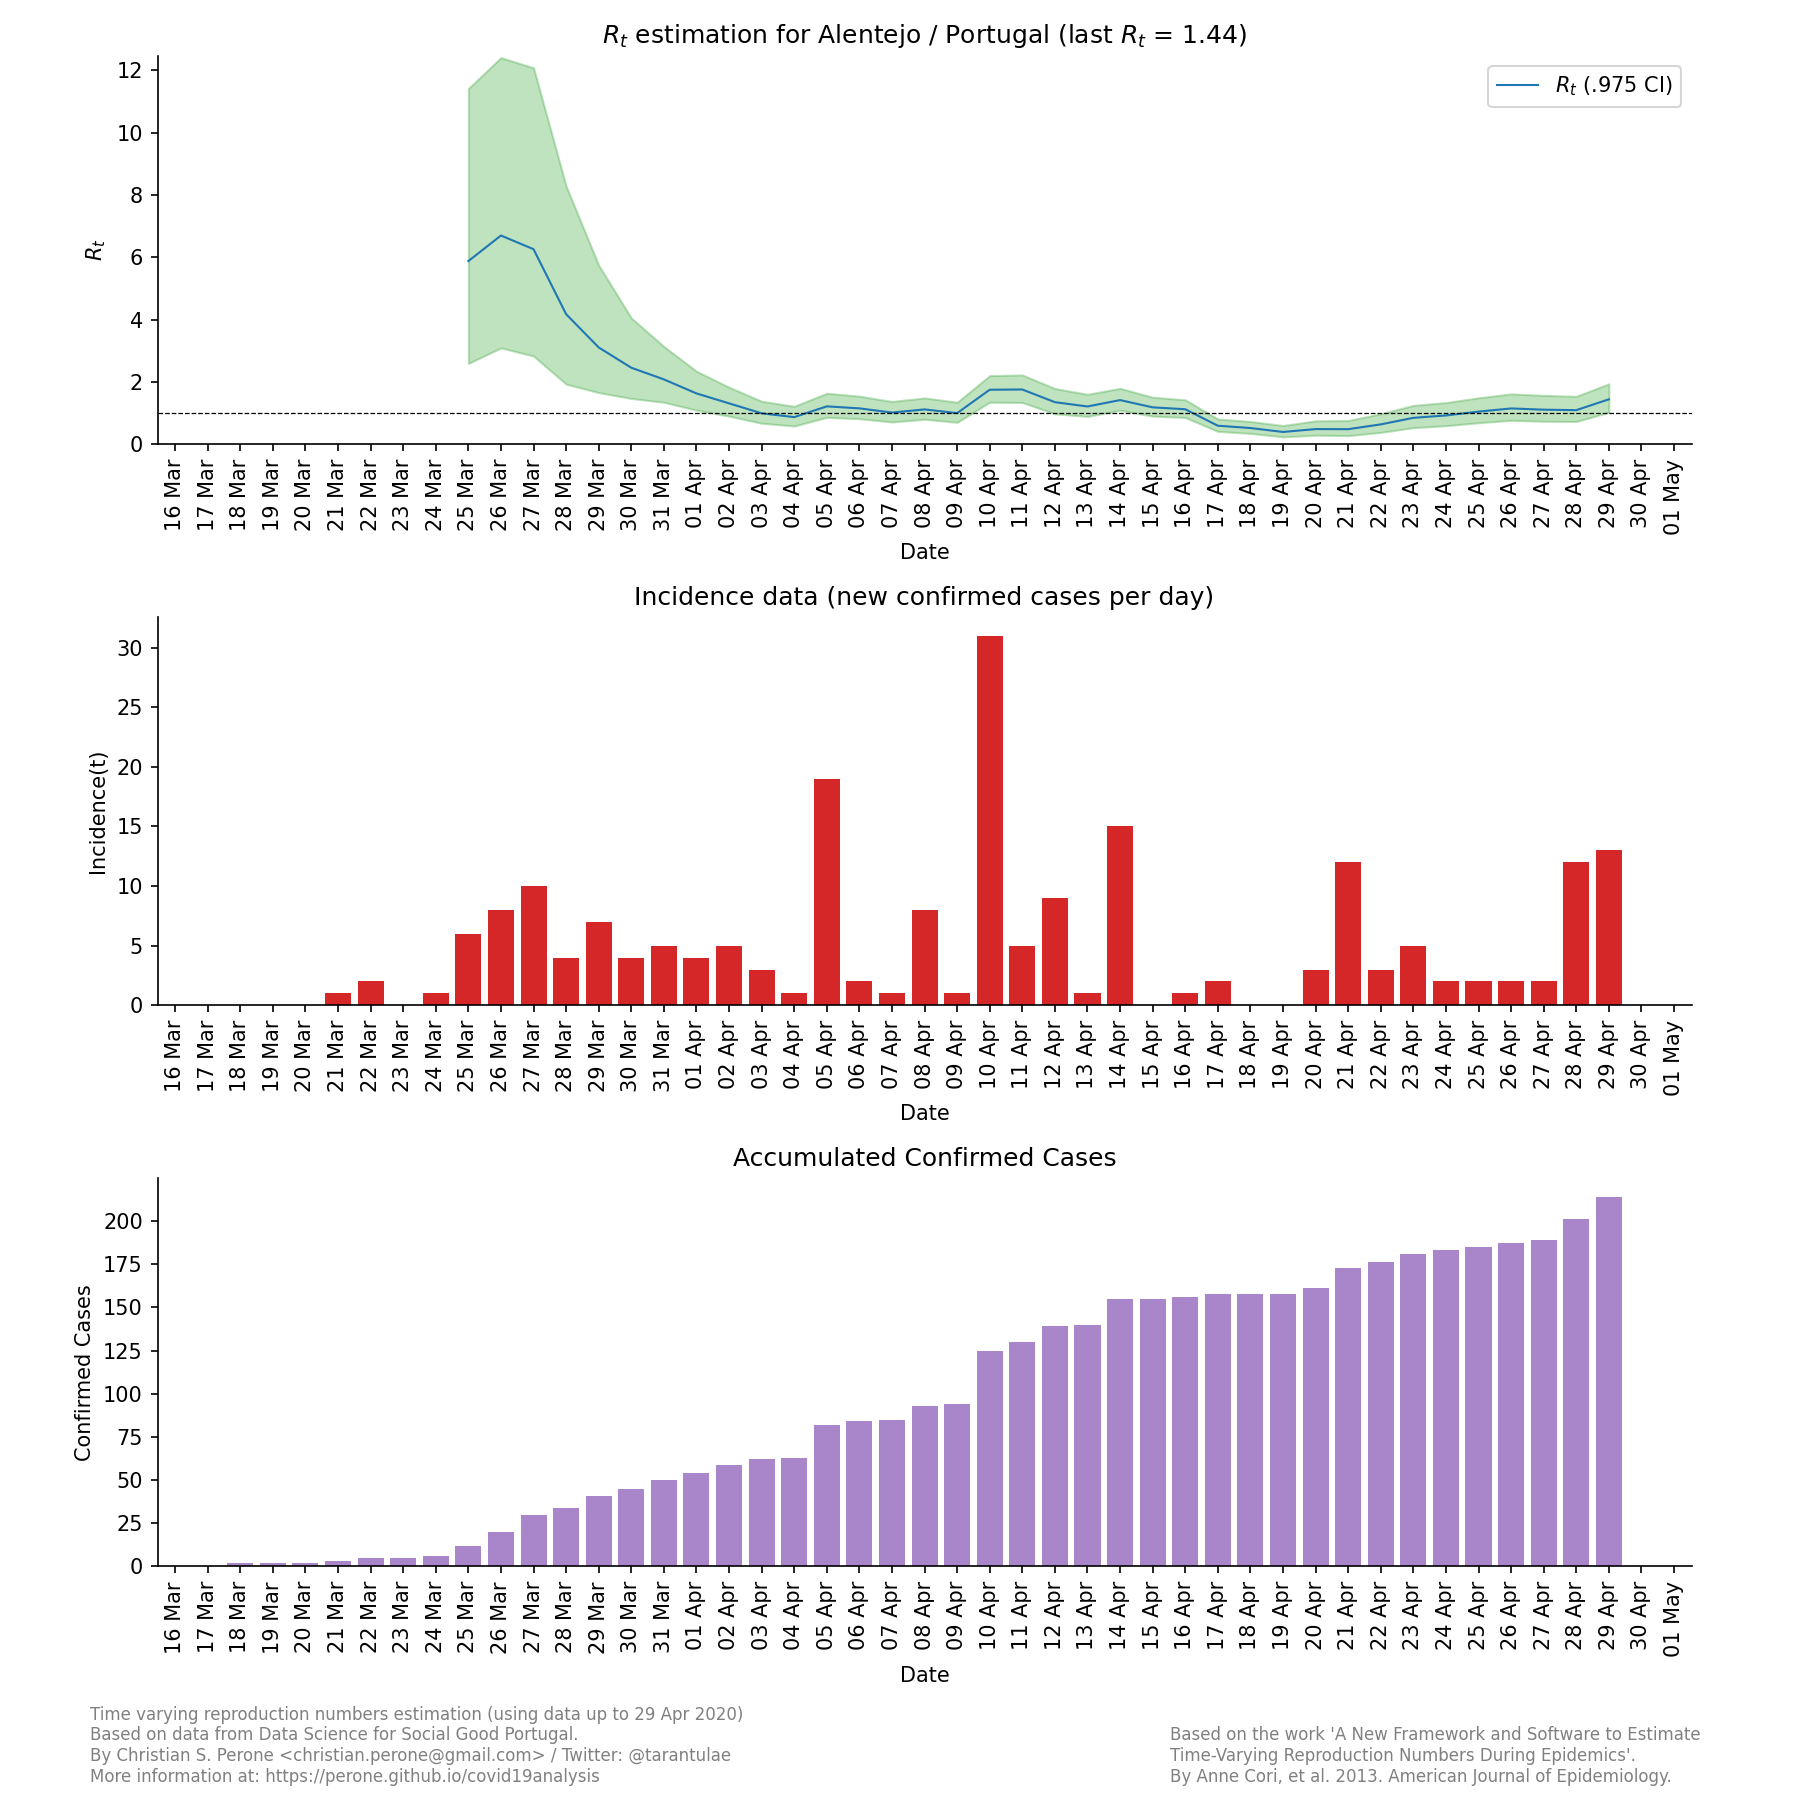 Rt estimation for Alentejo / Portugal (last Rt = 1.44)
Rt (.975 CI)
12
10
8
6
4
2
0
Rt
16 Mar 17 Mar 18 Mar 19 Mar 20 Mar 21 Mar 22 Mar 23 Mar 24 Mar 25 Mar 26 Mar 27 Mar 28 Mar 29 Mar 30 Mar 31 Mar 01 Apr 02 Apr 03 Apr 04 Apr 05 Apr 06 Apr 07 Apr 08 Apr 09 Apr 10 Apr 11 Apr 12 Apr 13 Apr 14 Apr 15 Apr 16 Apr 17 Apr 18 Apr 19 Apr 20 Apr 21 Apr 22 Apr 23 Apr 24 Apr 25 Apr 26 Apr 27 Apr 28 Apr 29 Apr 30 Apr 01 May
Date
Incidence data (new confirmed cases per day)
30
25
20
15
10
5
0
Incidence(t)
16 Mar 17 Mar 18 Mar 19 Mar 20 Mar 21 Mar 22 Mar 23 Mar 24 Mar 25 Mar 26 Mar 27 Mar 28 Mar 29 Mar 30 Mar 31 Mar 01 Apr 02 Apr 03 Apr 04 Apr 05 Apr 06 Apr 07 Apr 08 Apr 09 Apr 10 Apr 11 Apr 12 Apr 13 Apr 14 Apr 15 Apr 16 Apr 17 Apr 18 Apr 19 Apr 20 Apr 21 Apr 22 Apr 23 Apr 24 Apr 25 Apr 26 Apr 27 Apr 28 Apr 29 Apr 30 Apr 01 May
Date
Accumulated Confirmed Cases
200
175
150
125
100
75
50
25
0
Confirmed Cases
16 Mar 17 Mar 18 Mar 19 Mar 20 Mar 21 Mar 22 Mar 23 Mar 24 Mar 25 Mar 26 Mar 27 Mar 28 Mar 29 Mar 30 Mar 31 Mar 01 Apr 02 Apr 03 Apr 04 Apr 05 Apr 06 Apr 07 Apr 08 Apr 09 Apr 10 Apr 11 Apr 12 Apr 13 Apr 14 Apr 15 Apr 16 Apr 17 Apr 18 Apr 19 Apr 20 Apr 21 Apr 22 Apr 23 Apr 24 Apr 25 Apr 26 Apr 27 Apr 28 Apr 29 Apr 30 Apr 01 May
Date
Time varying reproduction numbers estimation (using data up to 29 Apr 2020)
Based on data from Data Science for Social Good Portugal.
By Christian S. Perone <christian.perone@gmail.com> / Twitter: @tarantulae
More information at: https://perone.github.io/covid19analysis
Based on the work 'A New Framework and Software to Estimate
Time-Varying Reproduction Numbers During Epidemics'.
By Anne Cori, et al. 2013. American Journal of Epidemiology.